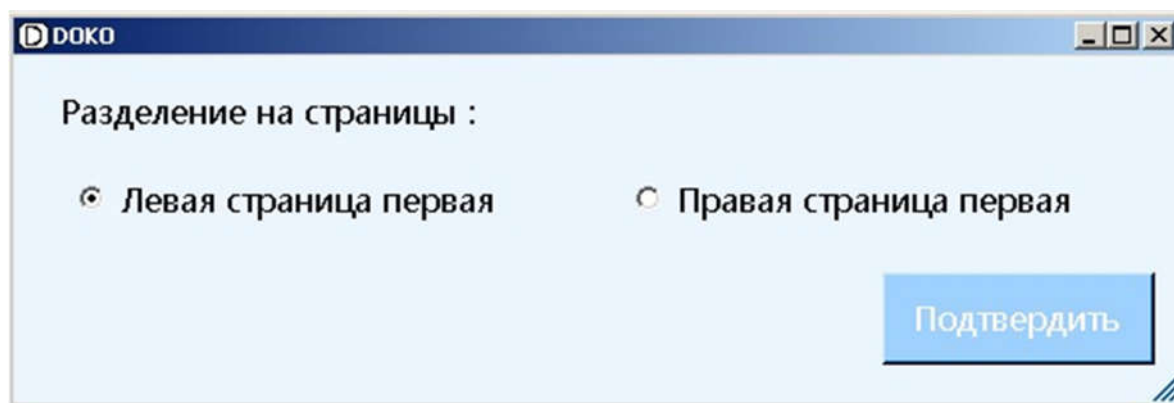 DOKO
Разделение на страницы :
Левая страница первая Правая страница первая
Подтвердить